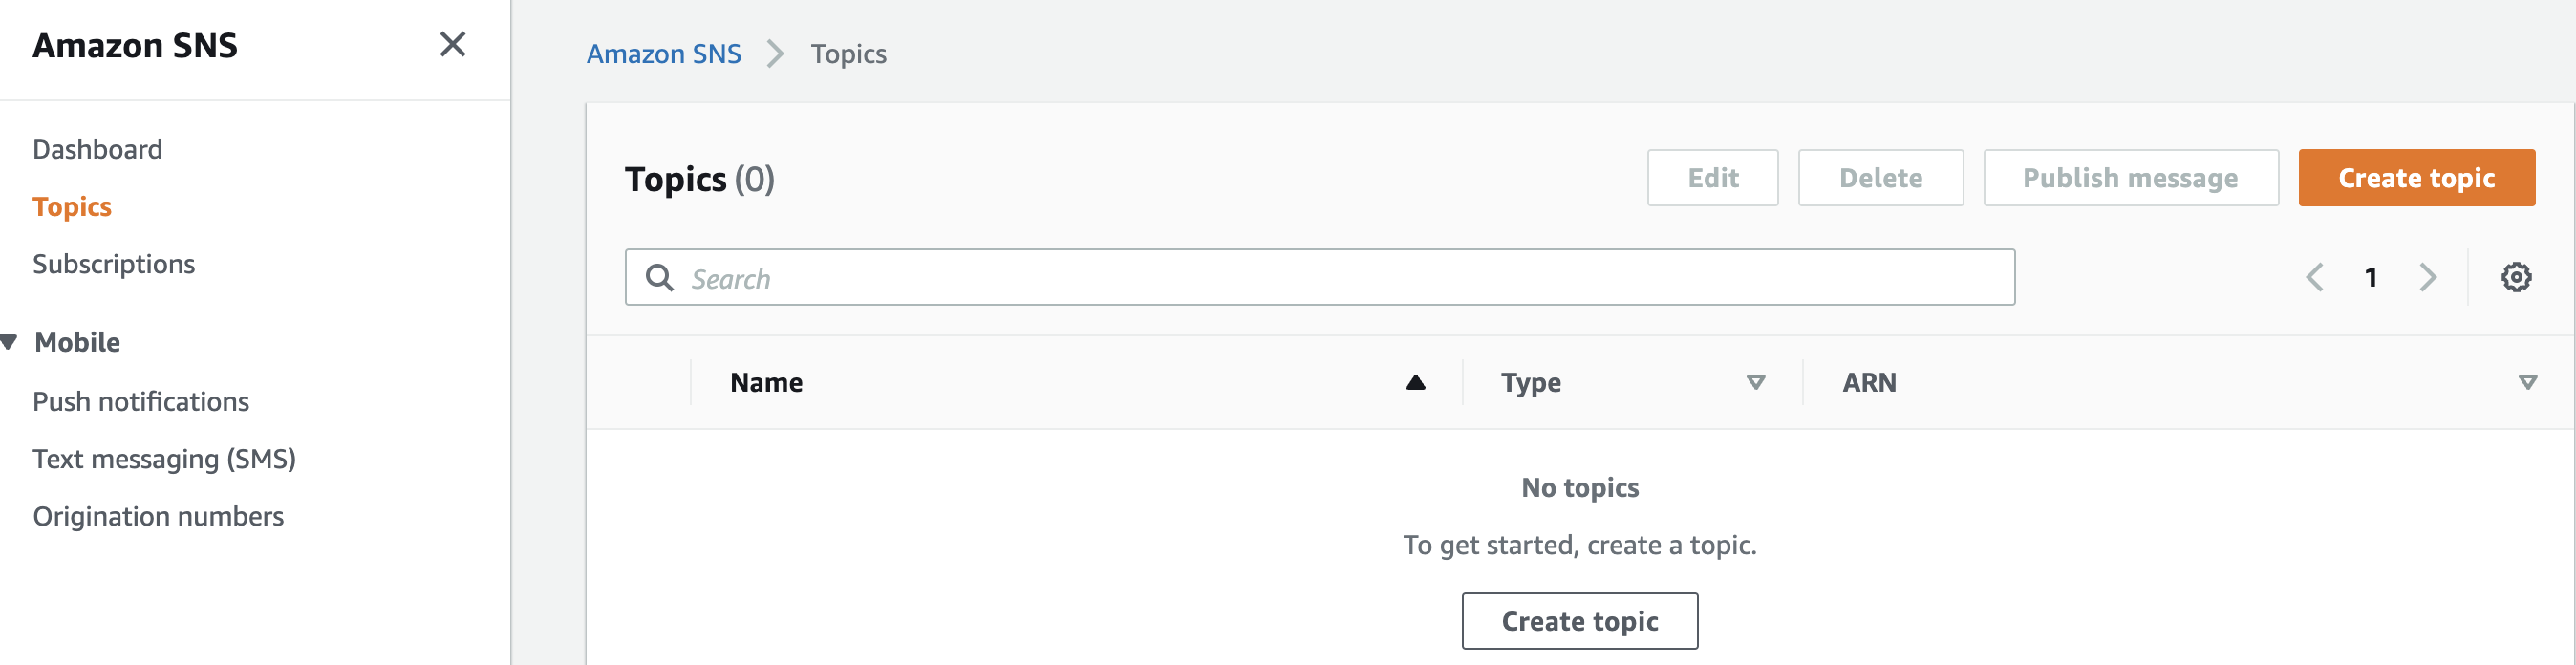 Amazon SNS
Dashboard
Topics
Subscriptions
Mobile
Push notifications
Text messaging (SMS)
Origination numbers
Amazon SNS Topics
Topics (0)
Edit Delete Publish message Create topic
Search
1
Name Type ARN
No topics
To get started, create a topic.
Create topic